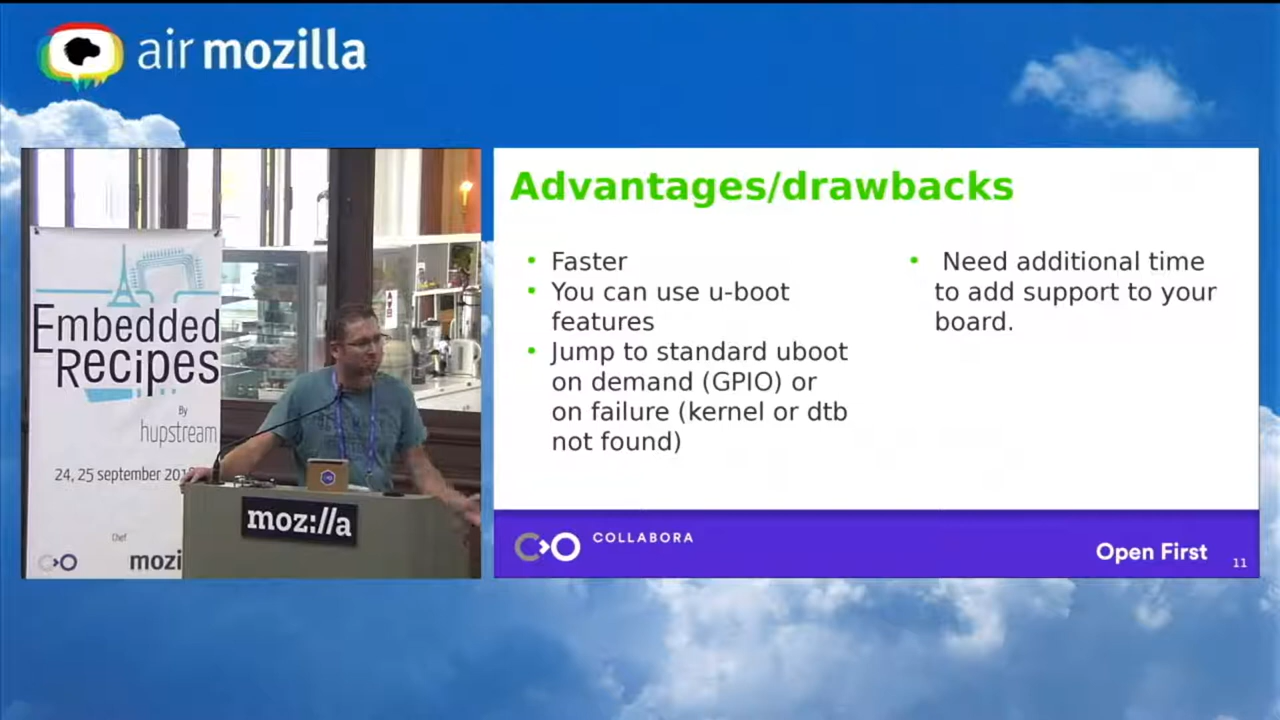 air mozilla
Embedded
Recipes
By
hupstream
24, 25 september
Chef
mozi
moz://a
Advantages/drawbacks
• Faster
• You can use u-boot
features
• Jump to standard uboot
on demand (GPIO) or
on failure (kernel or dtb
not found)
• Need additional time
to add support to your
board.
COLLABORA
Open First
11